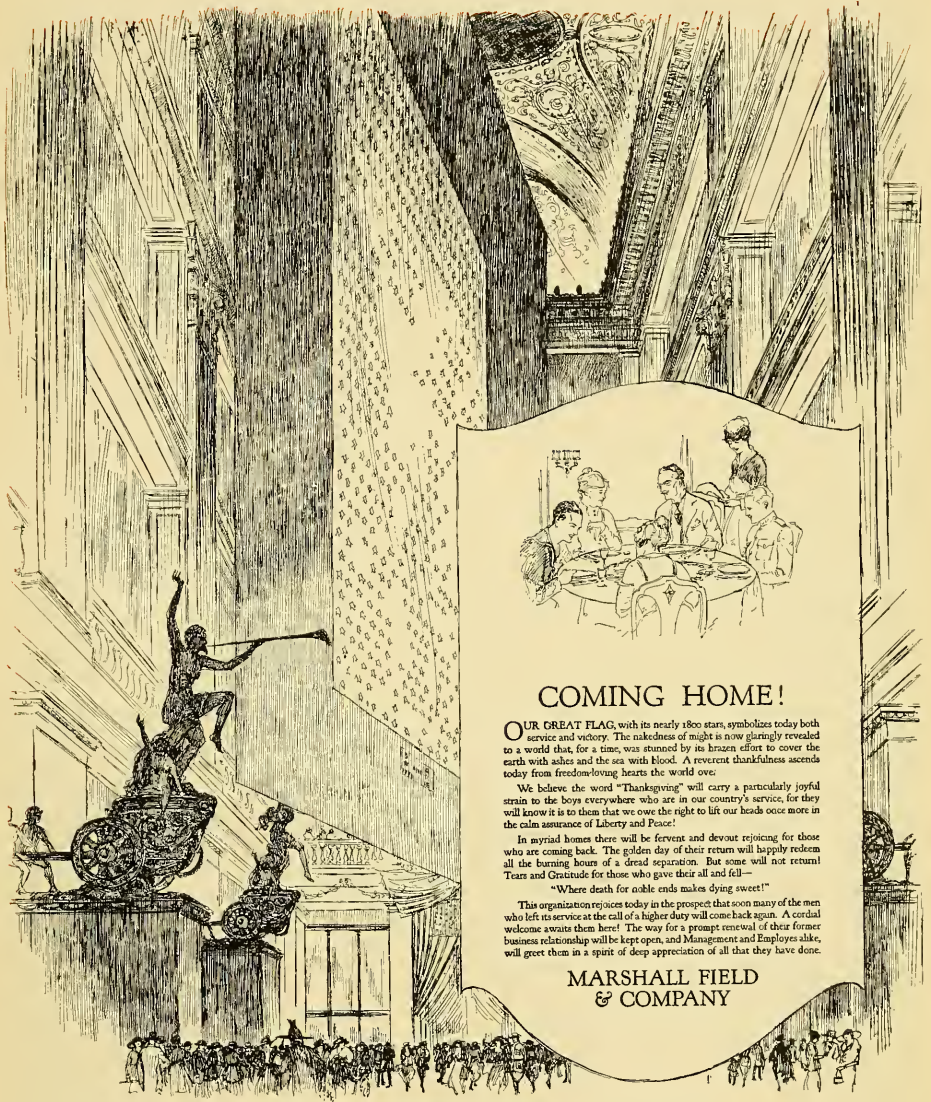 COMING HOME!
OUR GREAT FLAG, with its nearly 1800 stars, symbolizes today both
service and victory. The nakedness of might is now glaringly revealed
to a world that, for a time, was stunned by its brazen effort to cover the
earth with ashes and the sea with blood. A reverent thankfulness ascends
today from freedom-loving hearts the world over
We believe the word "Thanksgiving" will carry a particularly joyful
strain to the boys everywhere who are in our country's service, for they
will know it is to them that we owe the right to lift our heads once more in
the calm assurance of Liberty and Peace!
In myriad homes there will be fervent and devout rejoicing for those
who are coming back. The golden day of their return will happily redeem
all the burning hours of a dread separation. But some will not return!
Tears and Gratitude for those who gave their all and fell—
"Where death for noble ends makes dying sweet!"
This organization rejoices today in the prospect that soon many of the men
who left its service at the call of a higher duty will come back again. A cordial
welcome awaits them here! The way for a prompt renewal of their former
business relationship will be kept open, and Management and Employes alike,
will greet them in a spirit of deep appreciation of all that they have done.
MARSHALL FIELD
& COMPANY